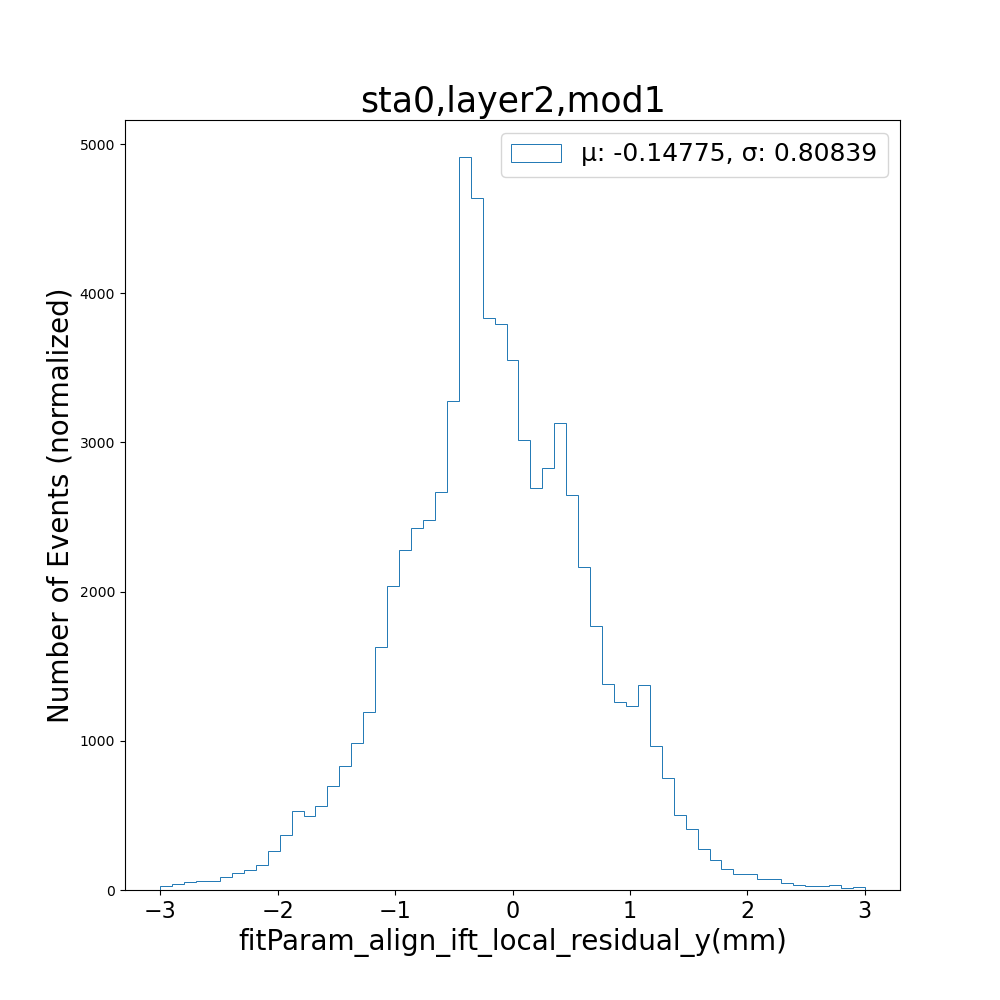 sta0,layer2,mod1
μ: -0.14775, σ: 0.80839
Number of Events (normalized)
5000
4000
3000
2000
1000
0
−3 −2 −1 0 1 2 3
fitParam_align_ift_local_residual_y(mm)